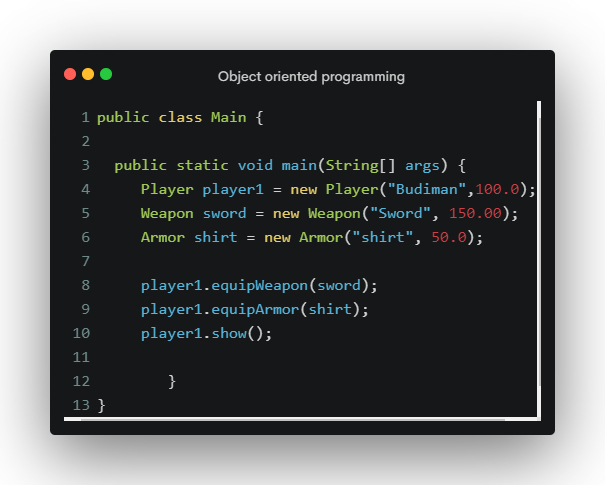 Object oriented programming
1 public class Main {
2
3 public static void main(String[] args) {
4 Player player1 = new Player("Budiman",100.0);
5 Weapon sword = new Weapon("Sword", 150.00);
6 Armor shirt = new Armor("shirt", 50.0);
7
8 player1.equipWeapon(sword);
9 player1.equipArmor(shirt);
10 player1.show();
11
12 }
13 }